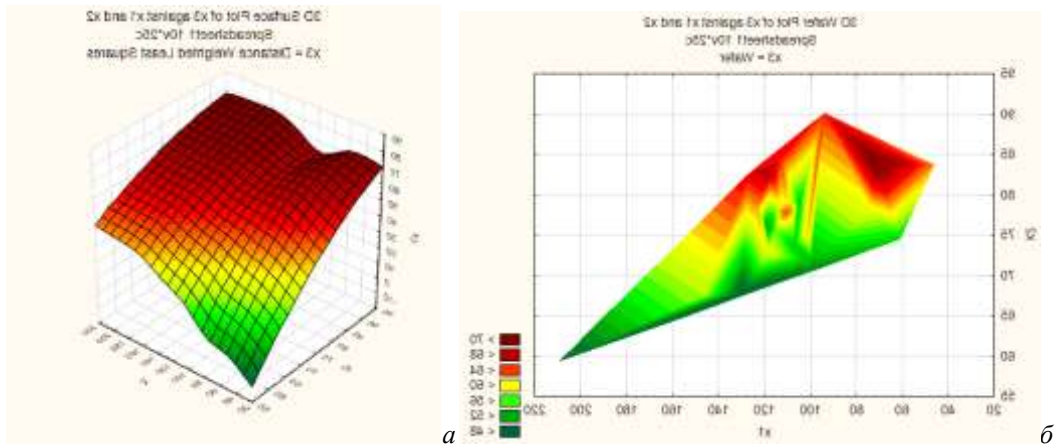 3D Surface Plot of x3 against x1 and x2
Spreadsheet1 10v*25c
x3 = Distance Weighted Least Squares
а
3D Wafer Plot of x3 against x1 and x2
Spreadsheet1 10v*25c
x3 = Wafer
95
90
85
80
75
70
65
60
55
x2
20 40 60 80 100 120 140 160 180 200 220
x1
> 70
< 68
< 64
< 60
< 56
< 52
< 48
б